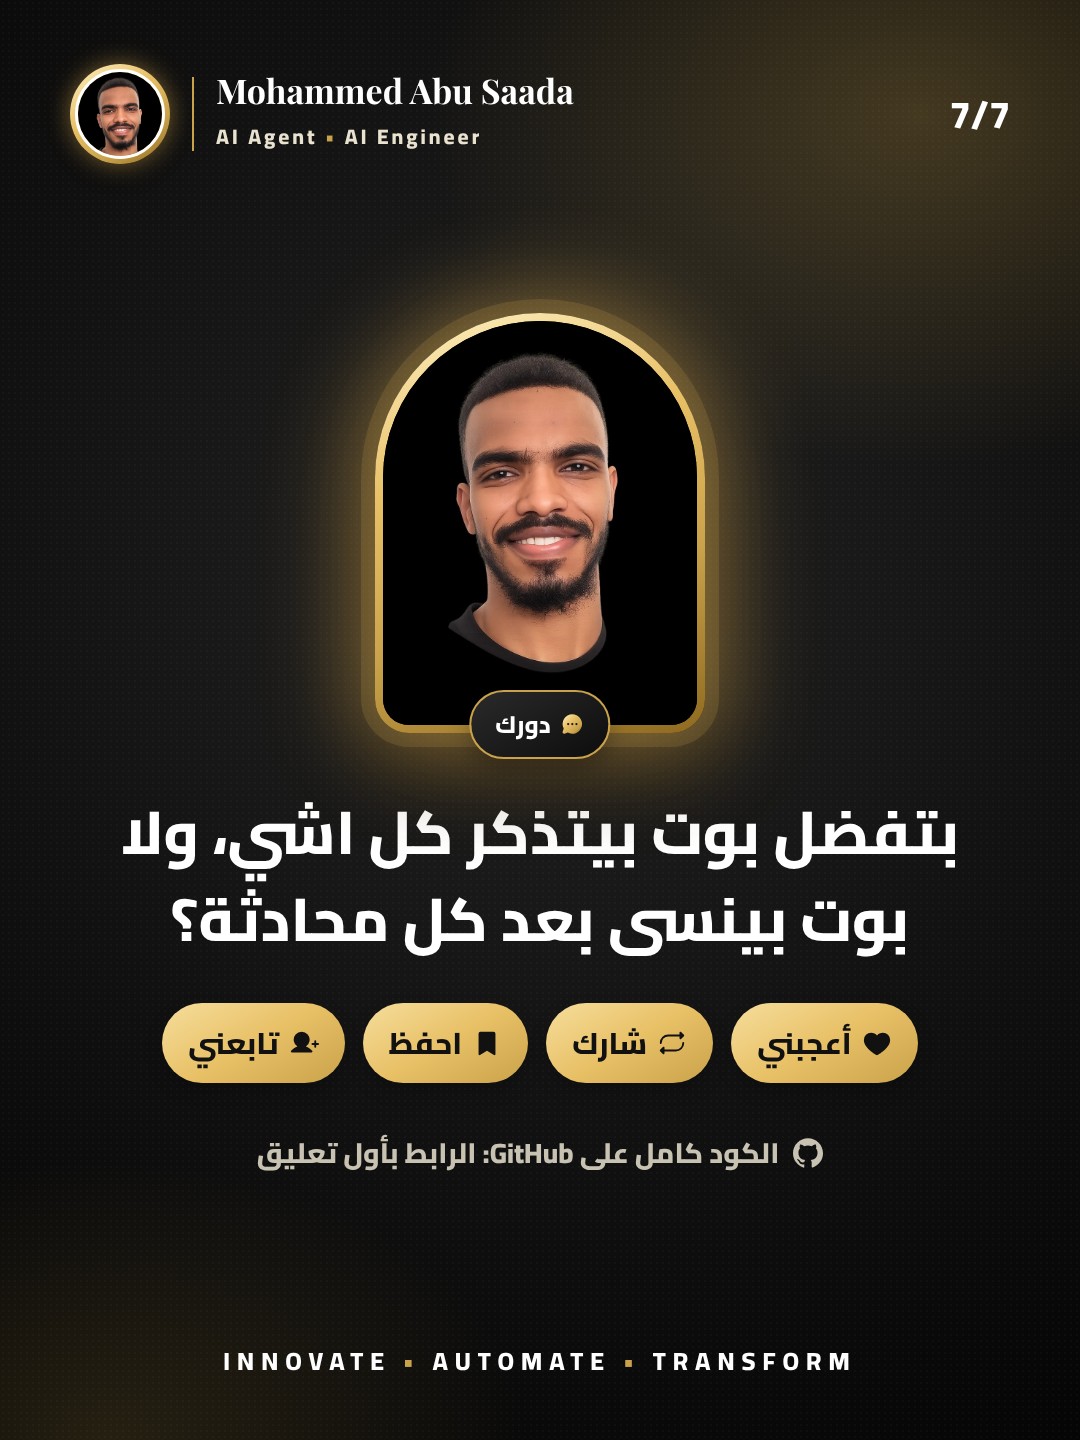 Mohammed Abu Saada
AI Agent ▪ AI Engineer
7/7
دورك
بتفضل بوت بيتذكر كل اشي، ولا
بوت بينسى بعد كل محادثة؟
أعجبني
شارك
احفظ
تابعني
الكود كامل على GitHub: الرابط بأول تعليق
INNOVATE ▪ AUTOMATE ▪ TRANSFORM